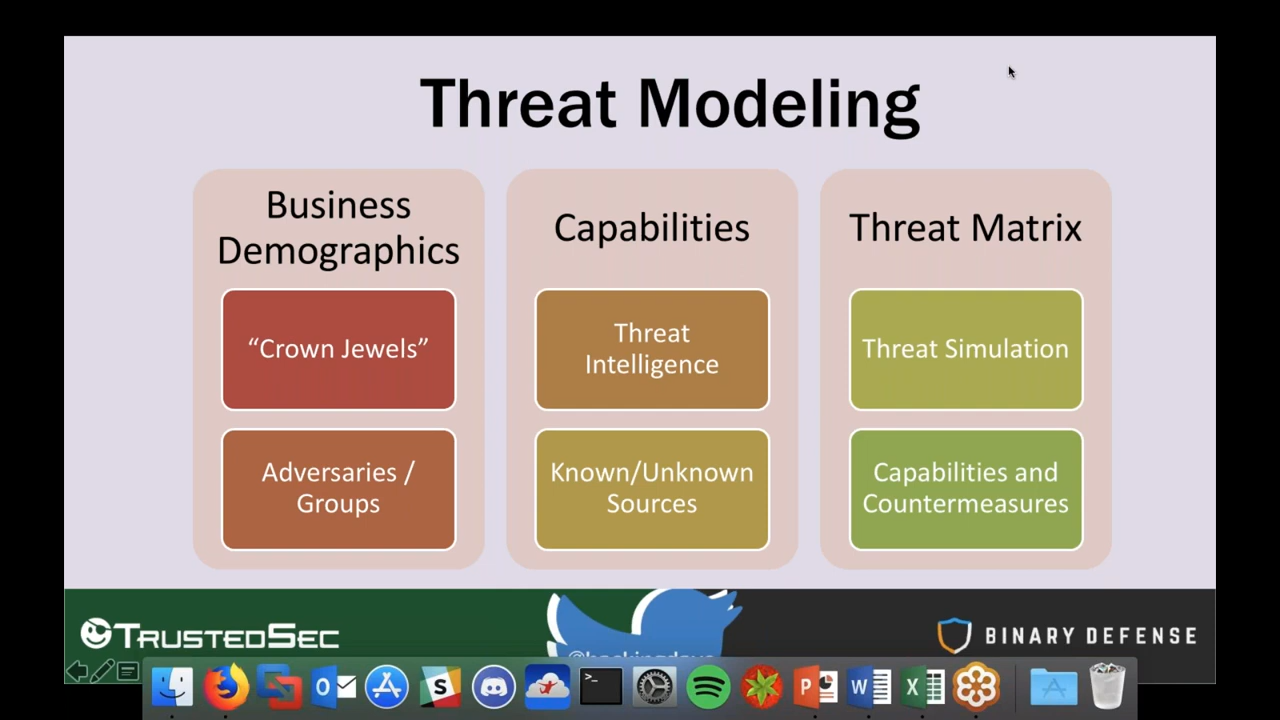 Threat Modeling
Business
Demographics
“Crown Jewels”
Adversaries /
Groups
Capabilities
Threat
Intelligence
Known/Unknown
Sources
Threat Matrix
Threat Simulation
Capabilities and
Countermeasures
TRUSTEDSEC
BINARY DEFENSE